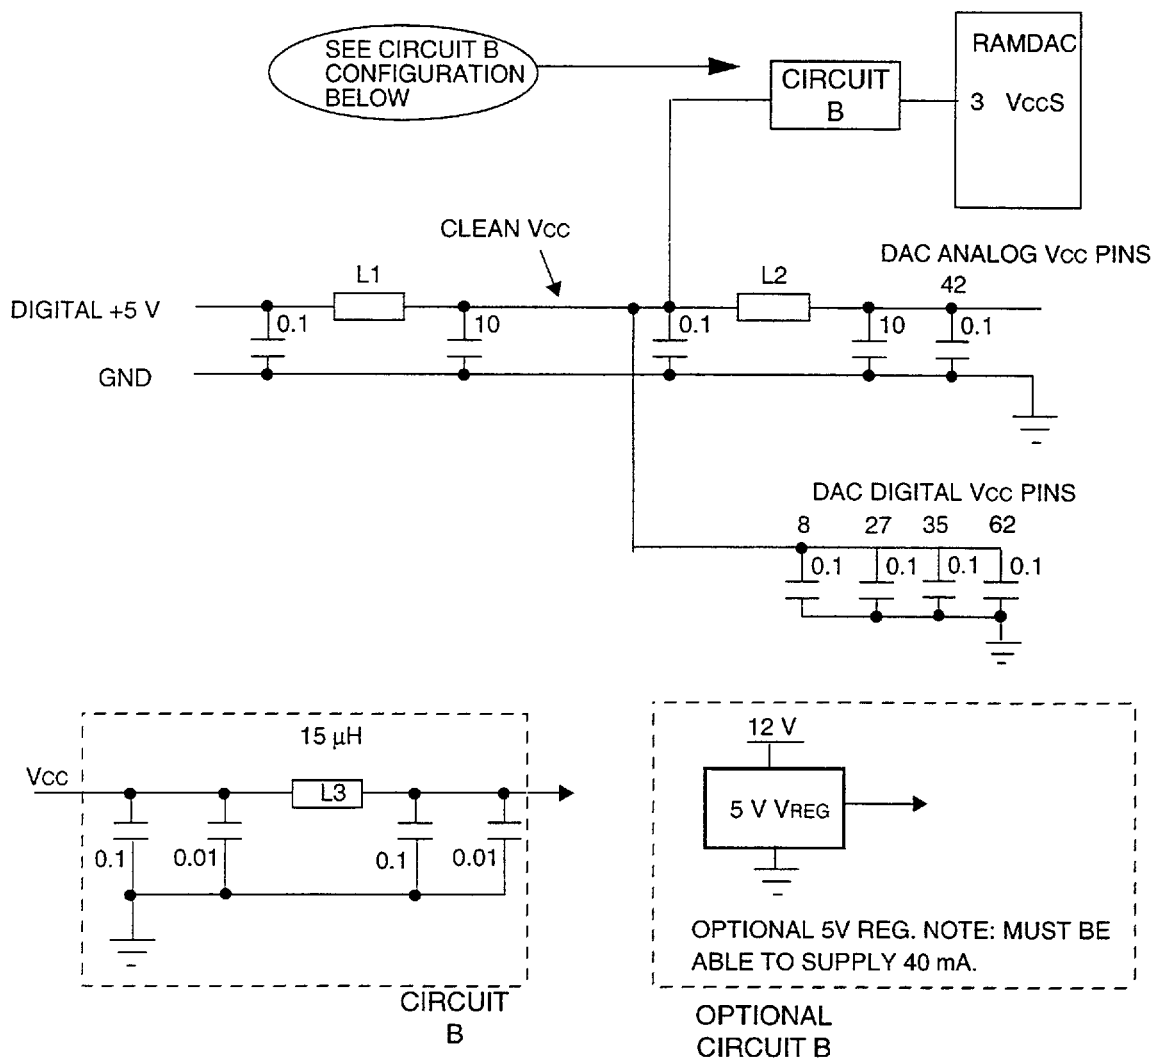 SEE CIRCUIT B
CONFIGURATION
BELOW
CIRCUIT
B
RAMDAC
3 VCCS
CLEAN VCC
DAC ANALOG VCC PINS
42
L1
L2
DIGITAL +5 V
0.1
10
0.1
10
0.1
GND
DAC DIGITAL VCC PINS
8 27 35 62
0.1
0.1
0.1
0.1
15 µH
VCC
L3
0.1
0.01
0.1
0.01
CIRCUIT
B
12 V
5 V VREG
OPTIONAL 5V REG. NOTE: MUST BE
ABLE TO SUPPLY 40 mA.
OPTIONAL
CIRCUIT B